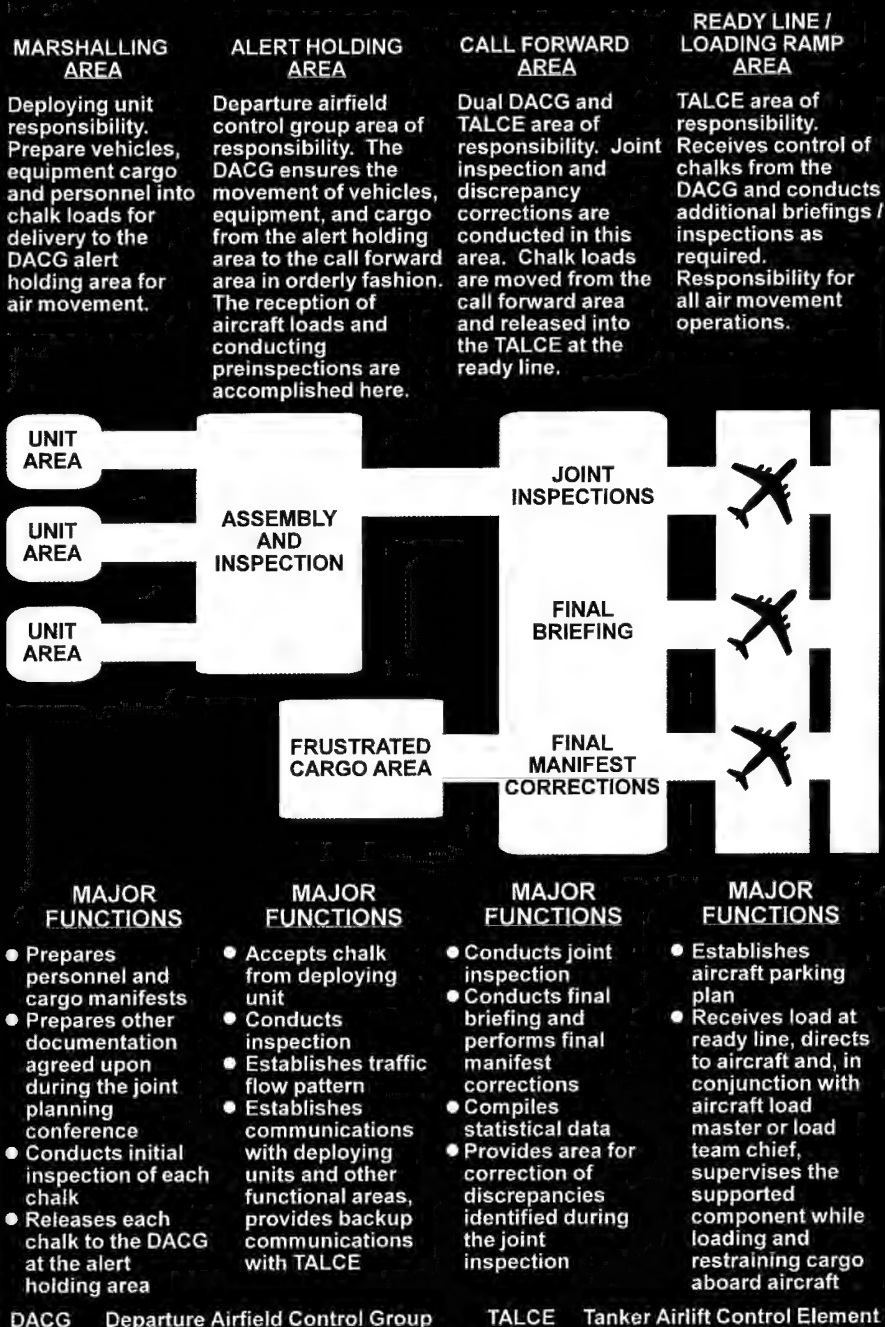 MARSHALLING
AREA
Deploying unit
responsibility.
Prepare vehicles,
equipment cargo
and personnel into
chalk loads for
delivery to the
DACG alert
holding area for
air movement.
ALERT HOLDING
AREA
Departure airfield
control group area of
responsibility. The
DACG ensures the
movement of vehicles,
equipment, and cargo
from the alert holding
area to the call forward
area in orderly fashion.
The reception of
aircraft loads and
conducting
preinspections are
accomplished here.
CALL FORWARD
AREA
Dual DACG and
TALCE area of
responsibility. Joint
inspection and
discrepancy
corrections are
conducted in this
area. Chalk loads
are moved from the
call forward area
and released into
the TALCE at the
ready line.
READY LINE /
LOADING RAMP
AREA
TALCE area of
responsibility.
Receives control of
chalks from the
DACG and conducts
additional briefings /
inspections as
required.
Responsibility for
all air movement
operations.
UNIT
AREA
UNIT
AREA
UNIT
AREA
ASSEMBLY
AND
INSPECTION
FRUSTRATED
CARGO AREA
JOINT
INSPECTIONS
FINAL
BRIEFING
FINAL
MANIFEST
CORRECTIONS
MAJOR
FUNCTIONS
● Prepares
personnel and
cargo manifests
● Prepares other
documentation
agreed upon
during the joint
planning
conference
● Conducts initial
inspection of each
chalk
● Releases each
chalk to the DACG
at the alert
holding area
MAJOR
FUNCTIONS
● Accepts chalk
from deploying
unit
● Conducts
inspection
● Establishes traffic
flow pattern
● Establishes
communications
with deploying
units and other
functional areas,
provides backup
communications
with TALCE
MAJOR
FUNCTIONS
● Conducts joint
inspection
● Conducts final
briefing and
performs final
manifest
corrections
● Compiles
statistical data
● Provides area for
correction of
discrepancies
identified during
the joint
inspection
MAJOR
FUNCTIONS
● Establishes
aircraft parking
plan
● Receives load at
ready line, directs
to aircraft and, in
conjunction with
aircraft load
master or load
team chief,
supervises the
supported
component while
loading and
restraining cargo
aboard aircraft
DACG Departure Airfield Control Group TALCE Tanker Airlift Control Element